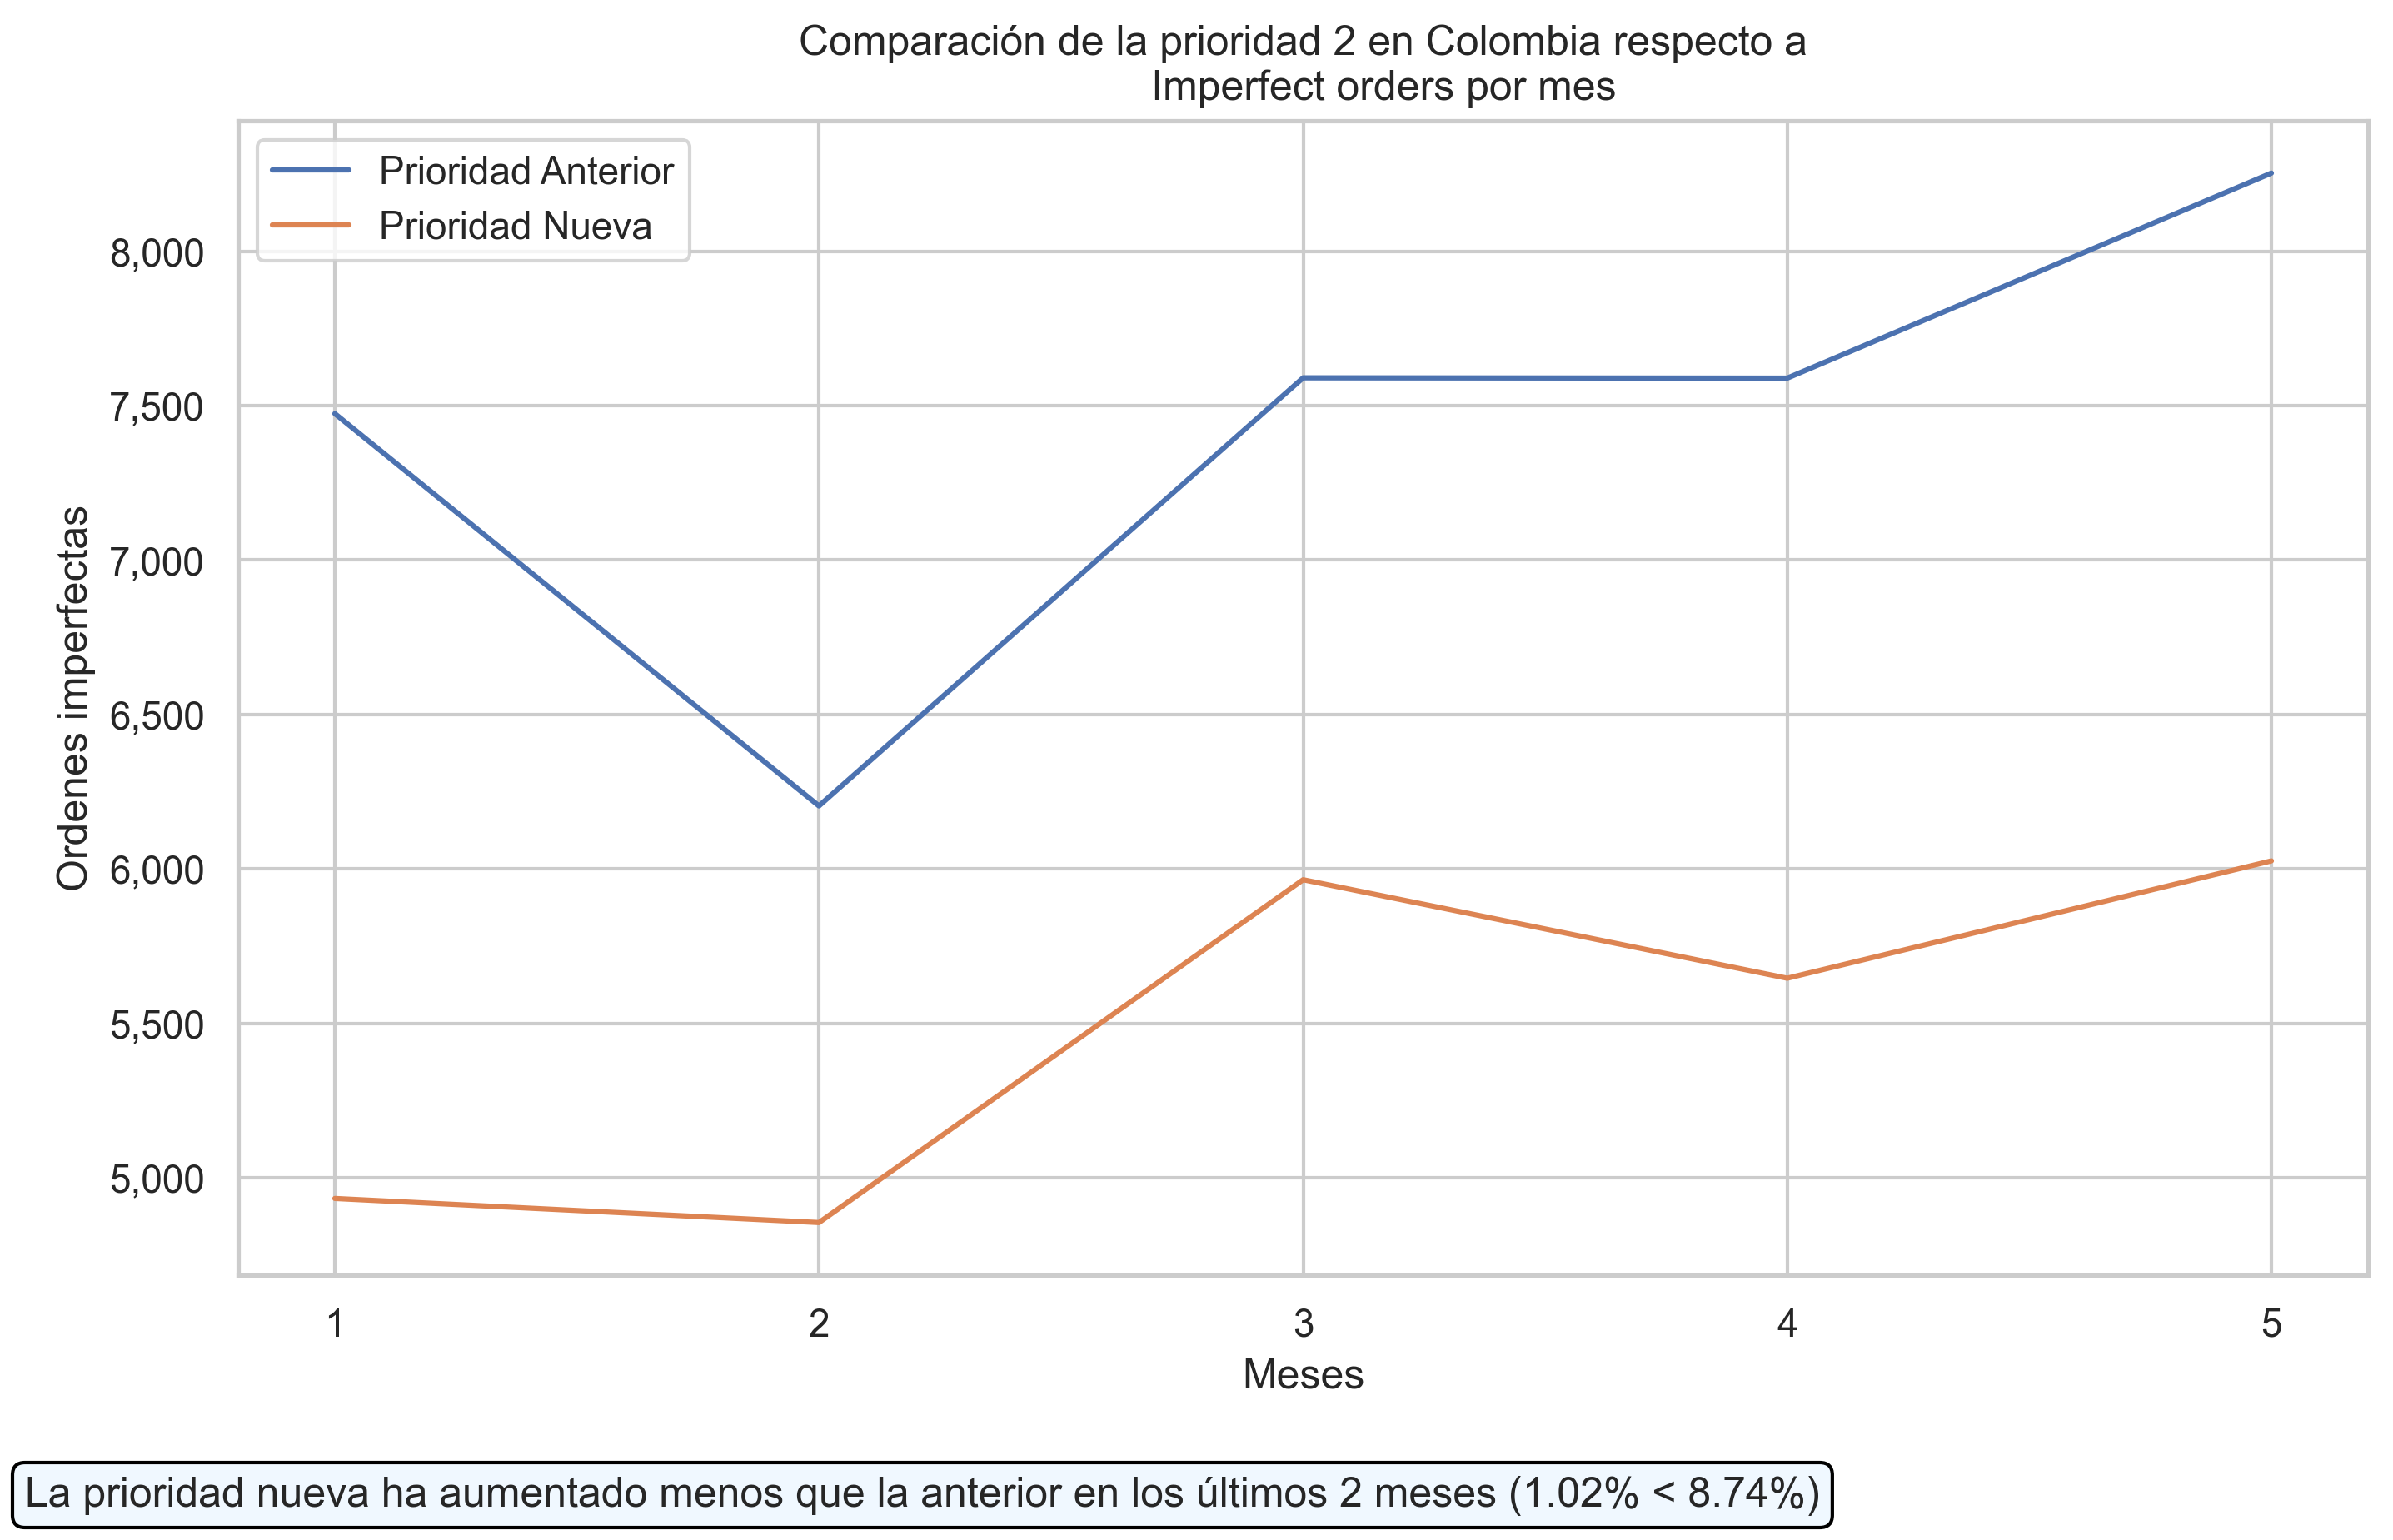 Comparación de la prioridad 2 en Colombia respecto a
Imperfect orders por mes
Prioridad Anterior
Prioridad Nueva
Ordenes imperfectas
8,000
7,500
7,000
6,500
6,000
5,500
5,000
1 2 3 4 5
Meses
La prioridad nueva ha aumentado menos que la anterior en los últimos 2 meses (1.02% < 8.74%)